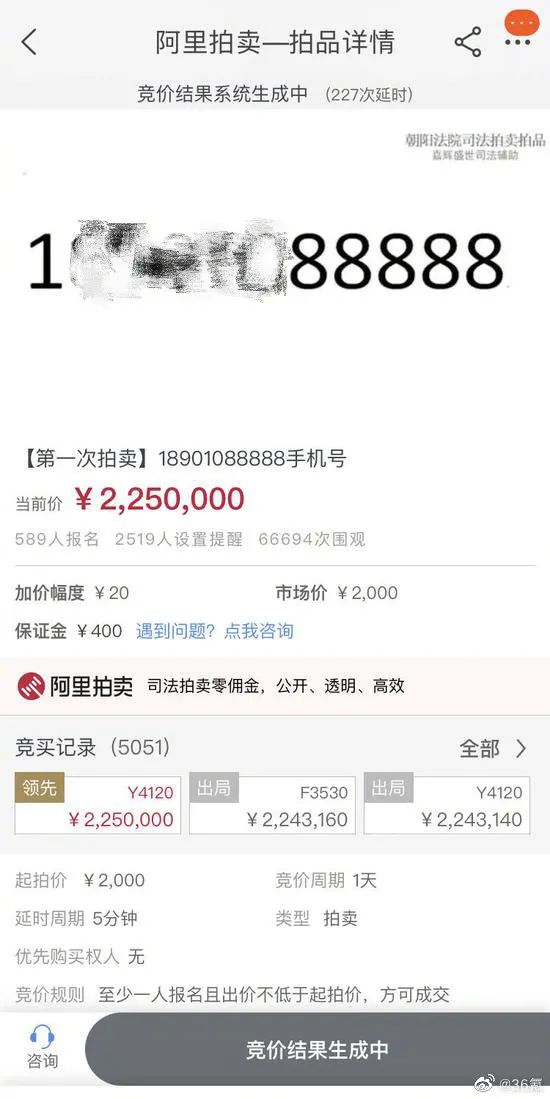 阿里拍卖—拍品详情
竞价结果系统生成中 (227次延时)
朝阳法院司法拍卖拍品
嘉辉盛世司法辅助
1 88888
【第一次拍卖】18901088888手机号
当前价 ¥2,250,000
589人报名 2519人设置提醒 66694次围观
加价幅度 ¥20 市场价 ¥2,000
保证金 ¥400 遇到问题?点我咨询
阿里拍卖 司法拍卖零佣金，公开、透明、高效
竞买记录 (5051) 全部
领先 Y4120 出局 F3530 出局 Y4120
¥2,250,000 ¥2,243,160 ¥2,243,140
起拍价 ¥2,000 竞价周期 1天
延时周期 5分钟 类型 拍卖
优先购买权人 无
竞价规则 至少一人报名且出价不低于起拍价，方可成交
咨询 竞价结果生成中
@36氪